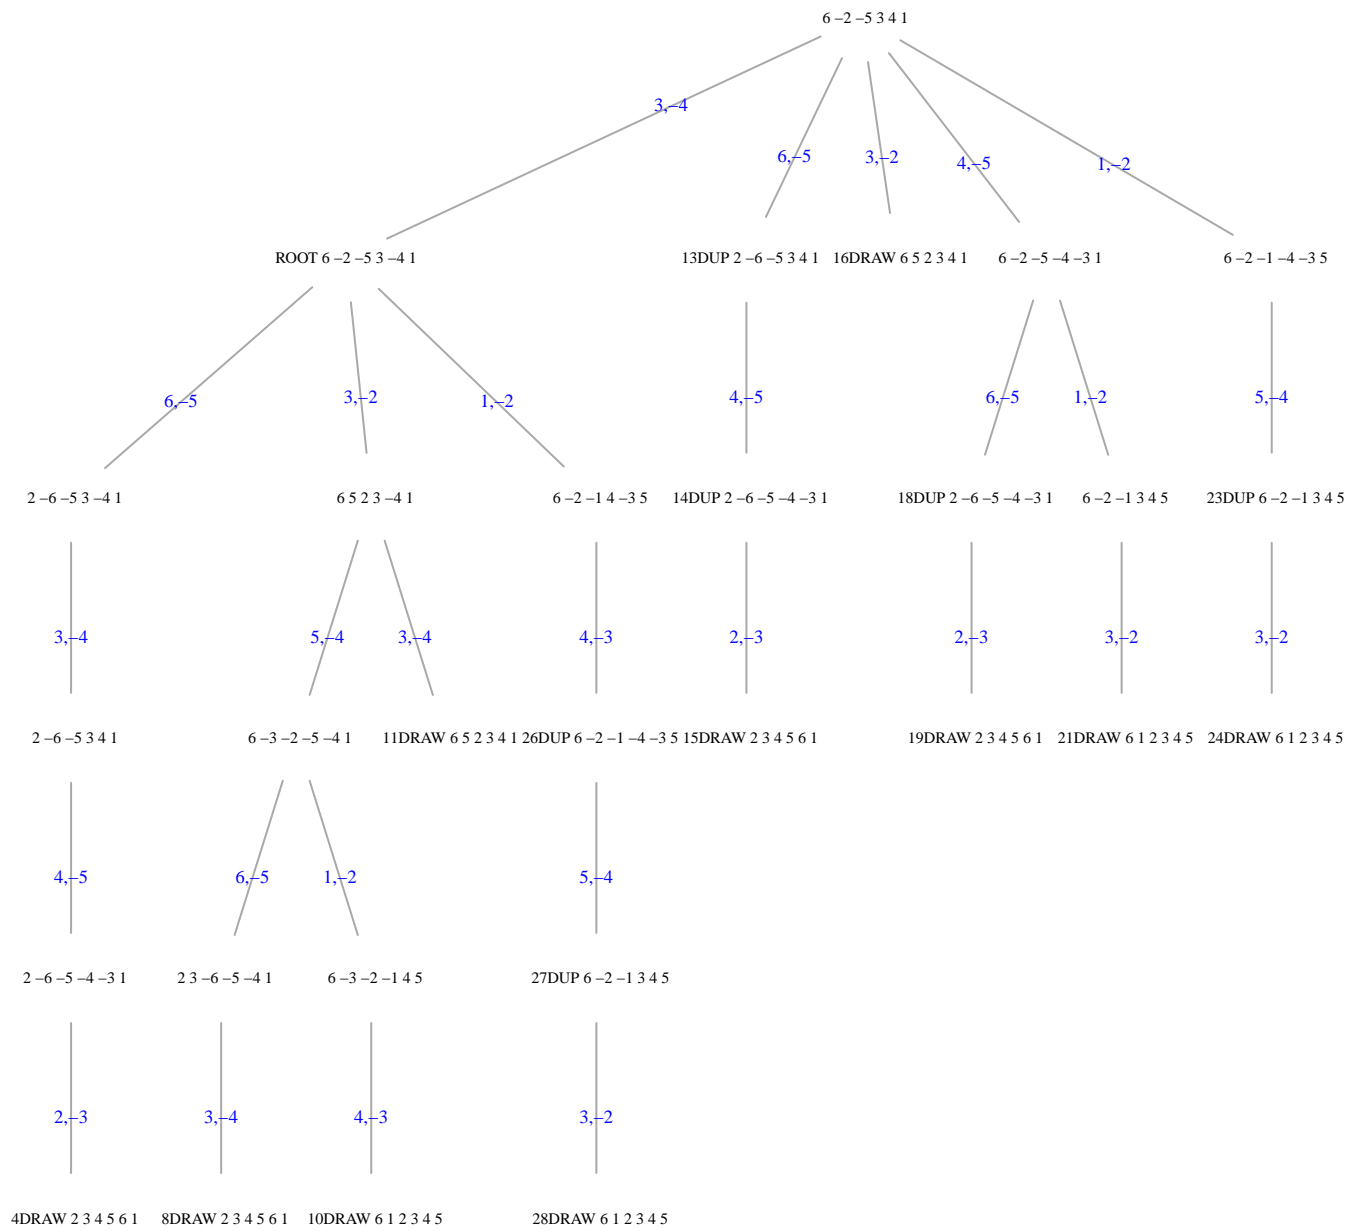 6 −2 −5 3 4 1
3,−4
6,−5 3,−2 4,−5 1,−2
ROOT 6 −2 −5 3 −4 1 13DUP 2 −6 −5 3 4 1 16DRAW 6 5 2 3 4 1 6 −2 −5 −4 −3 1 6 −2 −1 −4 −3 5
6,−5 3,−2 1,−2 4,−5 6,−5 1,−2 5,−4
2 −6 −5 3 −4 1 6 5 2 3 −4 1 6 −2 −1 4 −3 5 14DUP 2 −6 −5 −4 −3 1 18DUP 2 −6 −5 −4 −3 1 6 −2 −1 3 4 5 23DUP 6 −2 −1 3 4 5
3,−4 5,−4 3,−4 4,−3 2,−3 2,−3 3,−2 3,−2
2 −6 −5 3 4 1 6 −3 −2 −5 −4 1 11DRAW 6 5 2 3 4 1 26DUP 6 −2 −1 −4 −3 5 15DRAW 2 3 4 5 6 1 19DRAW 2 3 4 5 6 1 21DRAW 6 1 2 3 4 5 24DRAW 6 1 2 3 4 5
4,−5 6,−5 1,−2 5,−4
2 −6 −5 −4 −3 1 2 3 −6 −5 −4 1 6 −3 −2 −1 4 5 27DUP 6 −2 −1 3 4 5
2,−3 3,−4 4,−3 3,−2
4DRAW 2 3 4 5 6 1 8DRAW 2 3 4 5 6 1 10DRAW 6 1 2 3 4 5 28DRAW 6 1 2 3 4 5